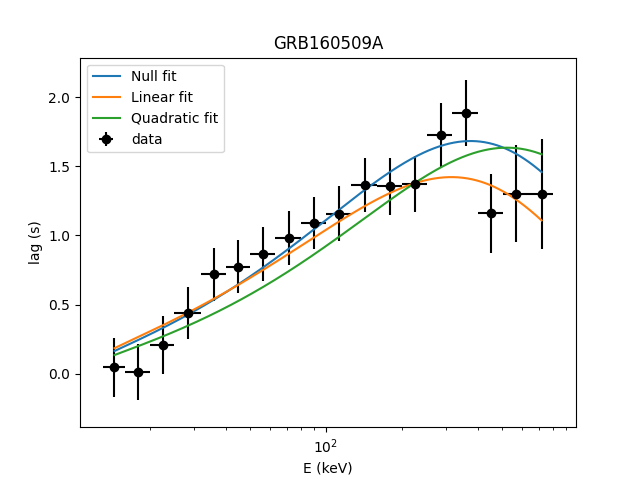 GRB160509A
Null fit
Linear fit
Quadratic fit
data
lag (s)
2.0
1.5
1.0
0.5
0.0
10²
E (keV)